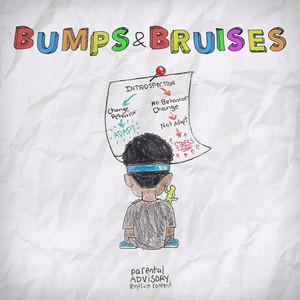 BUMPS & BRUISES
INTROSPECTION
Change Behavior
No Behavior Change
ADAPT
Not Adapt
STRESS
parental
ADVISORY
Explicit content